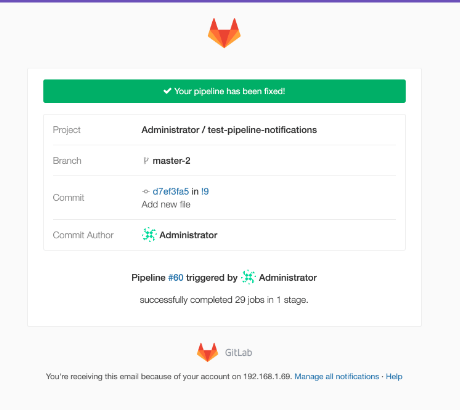 Your pipeline has been fixed!
Project Administrator / test-pipeline-notifications
Branch master-2
Commit d7ef3fa5 in !9
Add new file
Commit Author Administrator
Pipeline #60 triggered by Administrator
successfully completed 29 jobs in 1 stage.
GitLab
You're receiving this email because of your account on 192.168.1.69. Manage all notifications · Help